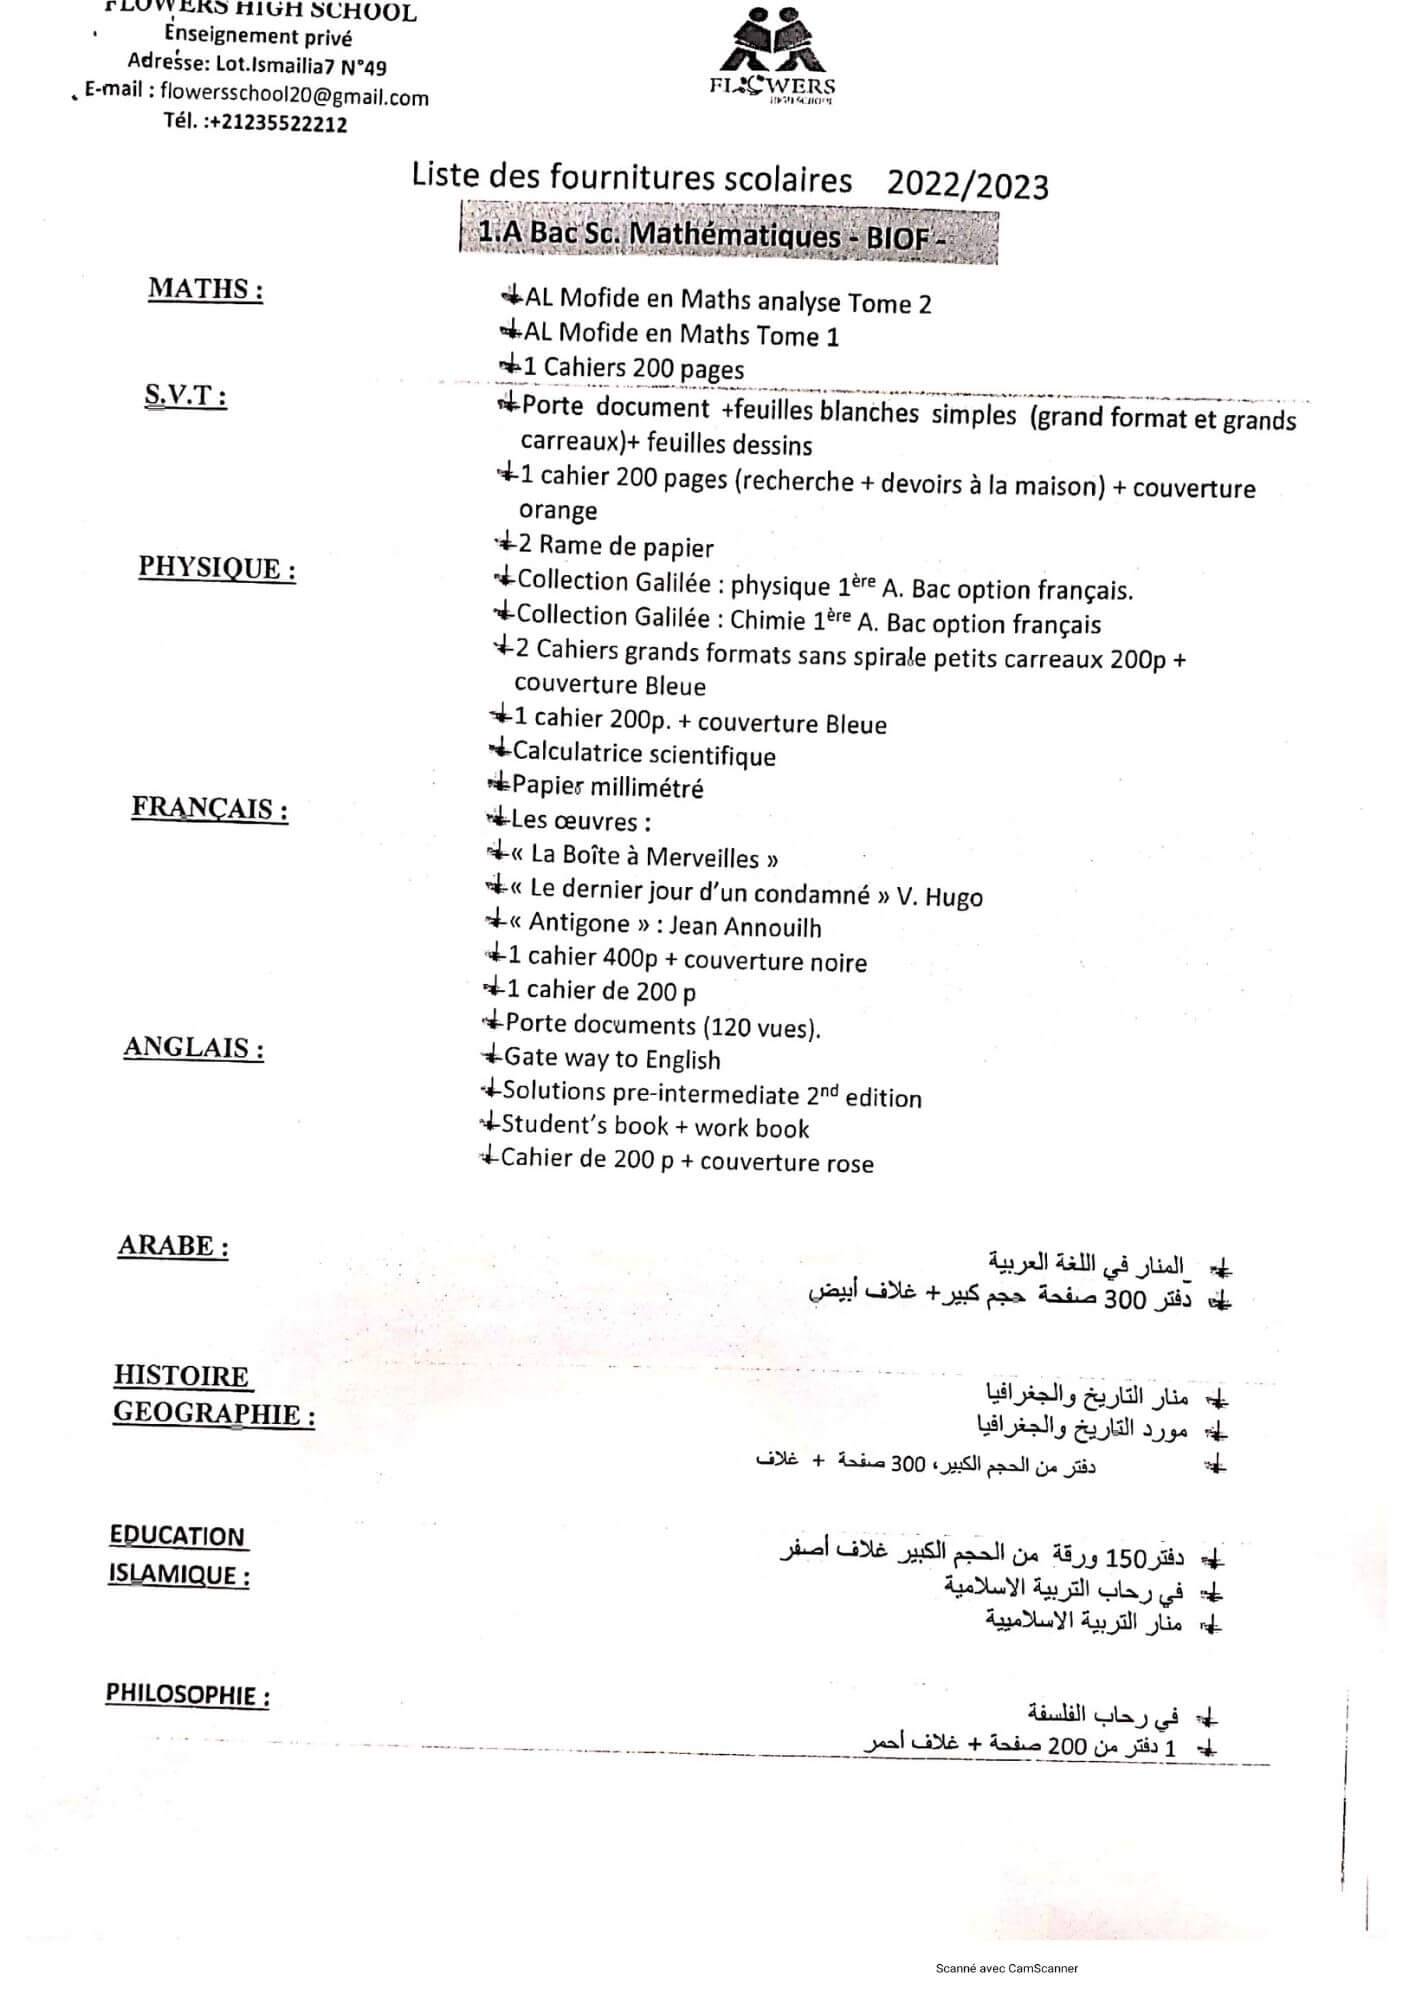 FLOWERS HIGH SCHOOL
Enseignement privé
Adresse: Lot.Ismailia7 N°49
E-mail : flowersschool20@gmail.com
Tél. :+21235522212
FLOWERS
HIGH SCHOOL
Liste des fournitures scolaires 2022/2023
1.A Bac Sc. Mathématiques - BIOF -
MATHS :
AL Mofide en Maths analyse Tome 2
AL Mofide en Maths Tome 1
1 Cahiers 200 pages
S.V.T :
Porte document +feuilles blanches simples (grand format et grands
carreaux)+ feuilles dessins
1 cahier 200 pages (recherche + devoirs à la maison) + couverture
orange
2 Rame de papier
PHYSIQUE :
Collection Galilée : physique 1ère A. Bac option français.
Collection Galilée : Chimie 1ère A. Bac option français
2 Cahiers grands formats sans spirale petits carreaux 200p +
couverture Bleue
1 cahier 200p. + couverture Bleue
Calculatrice scientifique
Papier millimétré
FRANÇAIS :
Les œuvres :
« La Boîte à Merveilles »
« Le dernier jour d’un condamné » V. Hugo
« Antigone » : Jean Annouilh
1 cahier 400p + couverture noire
1 cahier de 200 p
Porte documents (120 vues).
ANGLAIS :
Gate way to English
Solutions pre-intermediate 2nd edition
Student’s book + work book
Cahier de 200 p + couverture rose
ARABE :
المنار في اللغة العربية
دفتر 300 صفحة حجم كبير+ غلاف أبيض
HISTOIRE
GEOGRAPHIE :
منار التاريخ والجغرافيا
مورد التاريخ والجغرافيا
دفتر من الحجم الكبير، 300 صفحة + غلاف
EDUCATION
ISLAMIQUE :
دفتر150 ورقة من الحجم الكبير غلاف أصفر
في رحاب التربية الاسلامية
منار التربية الاسلاميية
PHILOSOPHIE :
في رحاب الفلسفة
1 دفتر من 200 صفحة + غلاف أحمر
Scanné avec CamScanner